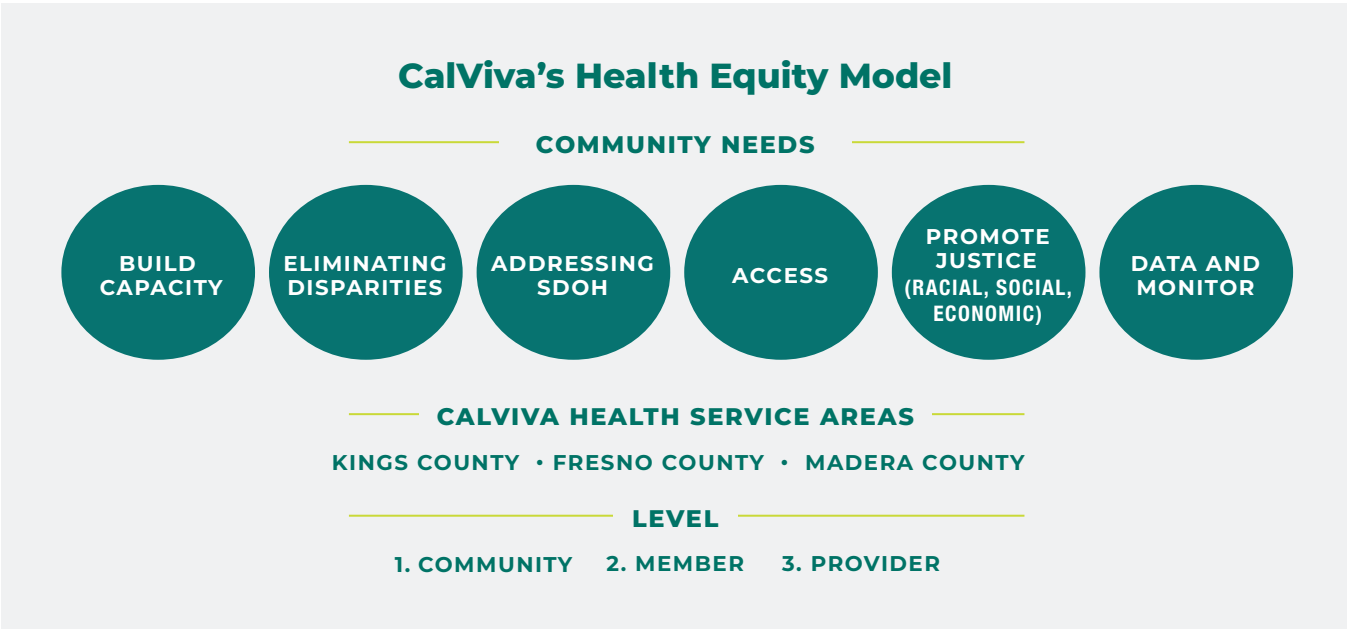 CalViva’s Health Equity Model
COMMUNITY NEEDS
BUILD
CAPACITY
ELIMINATING
DISPARITIES
ADDRESSING
SDOH
ACCESS
PROMOTE
JUSTICE
(RACIAL, SOCIAL,
ECONOMIC)
DATA AND
MONITOR
CALVIVA HEALTH SERVICE AREAS
KINGS COUNTY • FRESNO COUNTY • MADERA COUNTY
LEVEL
1. COMMUNITY 2. MEMBER 3. PROVIDER